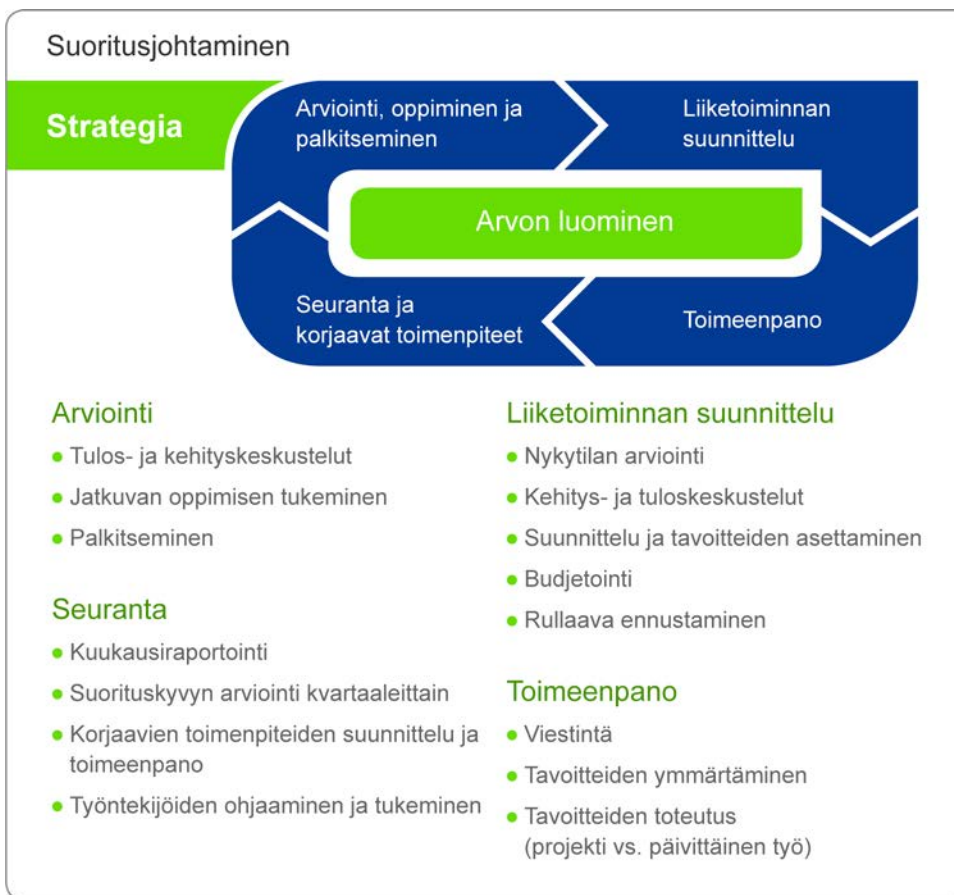 Suoritusjohtaminen
Strategia
Arviointi, oppiminen ja
palkitseminen
Liiketoiminnan
suunnittelu
Arvon luominen
Seuranta ja
korjaavat toimenpiteet
Toimeenpano
Arviointi
• Tulos- ja kehityskeskustelut
• Jatkuvan oppimisen tukeminen
• Palkitseminen
Seuranta
• Kuukausiraportointi
• Suorituskyvyn arviointi kvartaaleittain
• Korjaavien toimenpiteiden suunnittelu ja
toimeenpano
• Työntekijöiden ohjaaminen ja tukeminen
Liiketoiminnan suunnittelu
• Nykytilan arviointi
• Kehitys- ja tuloskeskustelut
• Suunnittelu ja tavoitteiden asettaminen
• Budjetointi
• Rullaava ennustaminen
Toimeenpano
• Viestintä
• Tavoitteiden ymmärtäminen
• Tavoitteiden toteutus
(projekti vs. päivittäinen työ)